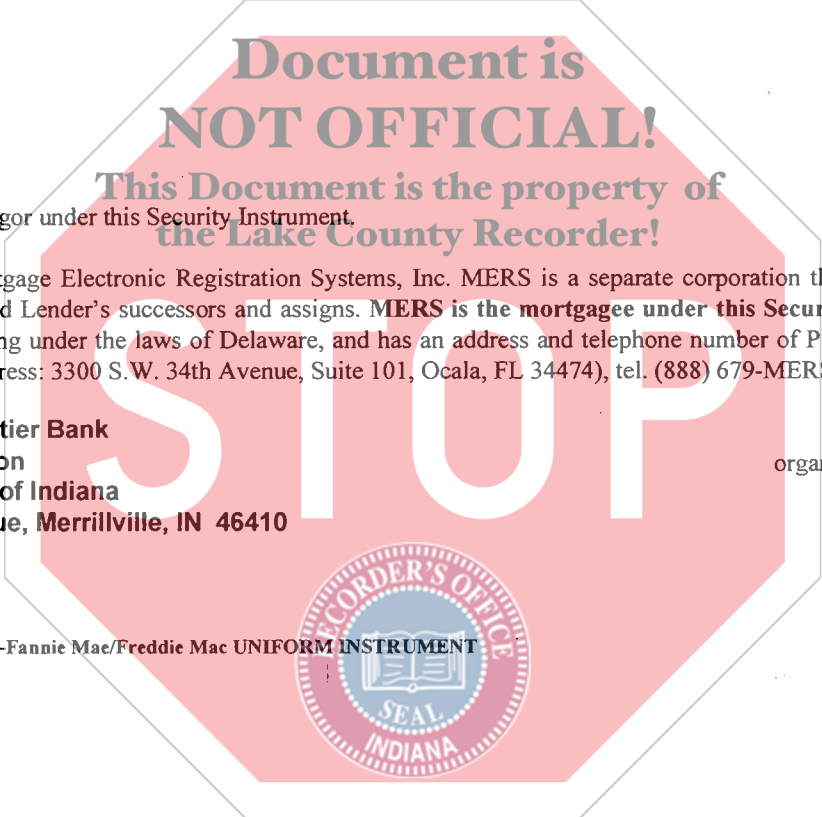 Document is
NOT OFFICIAL!
This Document is the property of
gor under this Security Instrument.
the Lake County Recorder!
tgage Electronic Registration Systems, Inc. MERS is a separate corporation th
d Lender's successors and assigns. MERS is the mortgagee under this Secur
ng under the laws of Delaware, and has an address and telephone number of P
ress: 3300 S.W. 34th Avenue, Suite 101, Ocala, FL 34474), tel. (888) 679-MERS
STOP
tier Bank
on
organ
of Indiana
ue, Merrillville, IN 46410
RECORDER'S OFFICE
-Fannie Mae/Freddie Mac UNIFORM INSTRUMENT
SEAL
INDIANA